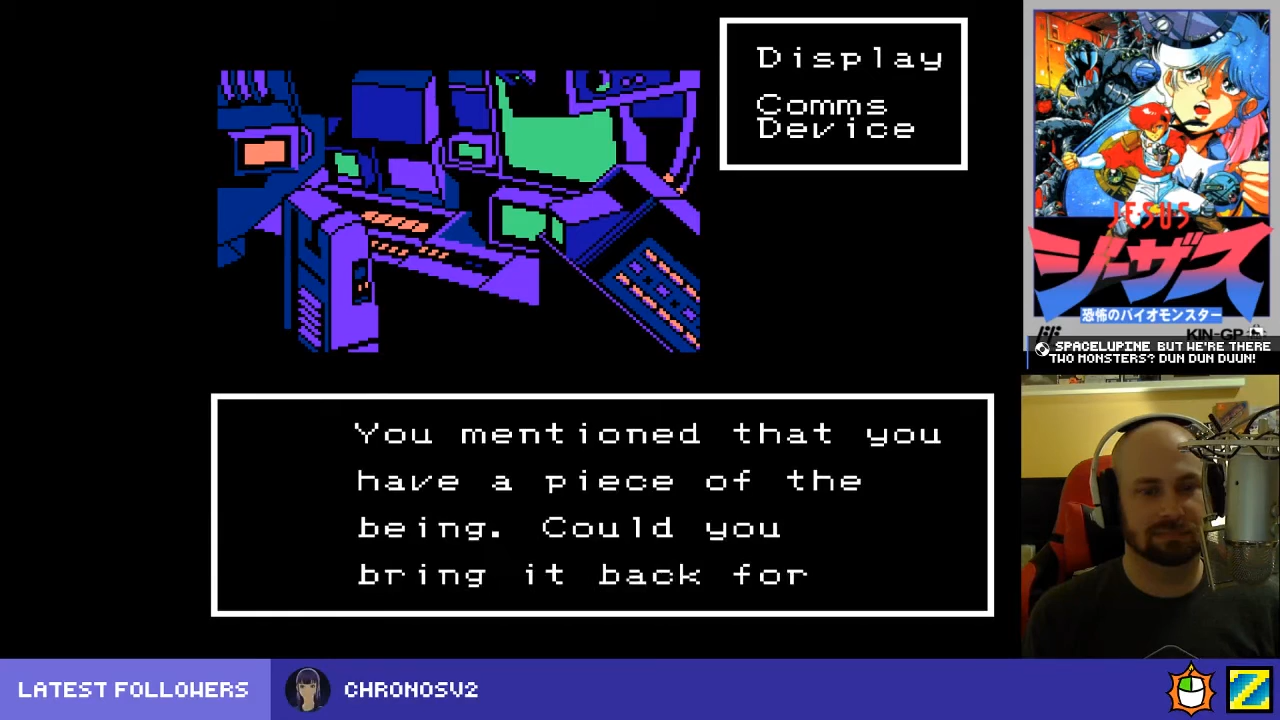 Display
Comms
Device
You mentioned that you
have a piece of the
being. Could you
bring it back for
JESUS
ジーザス
恐怖のバイオモンスター
KIN-GP
SPACELUPINE BUT WE'RE THERE
TWO MONSTERS? DUN DUN DUUN!
LATEST FOLLOWERS
CHRONOSV2